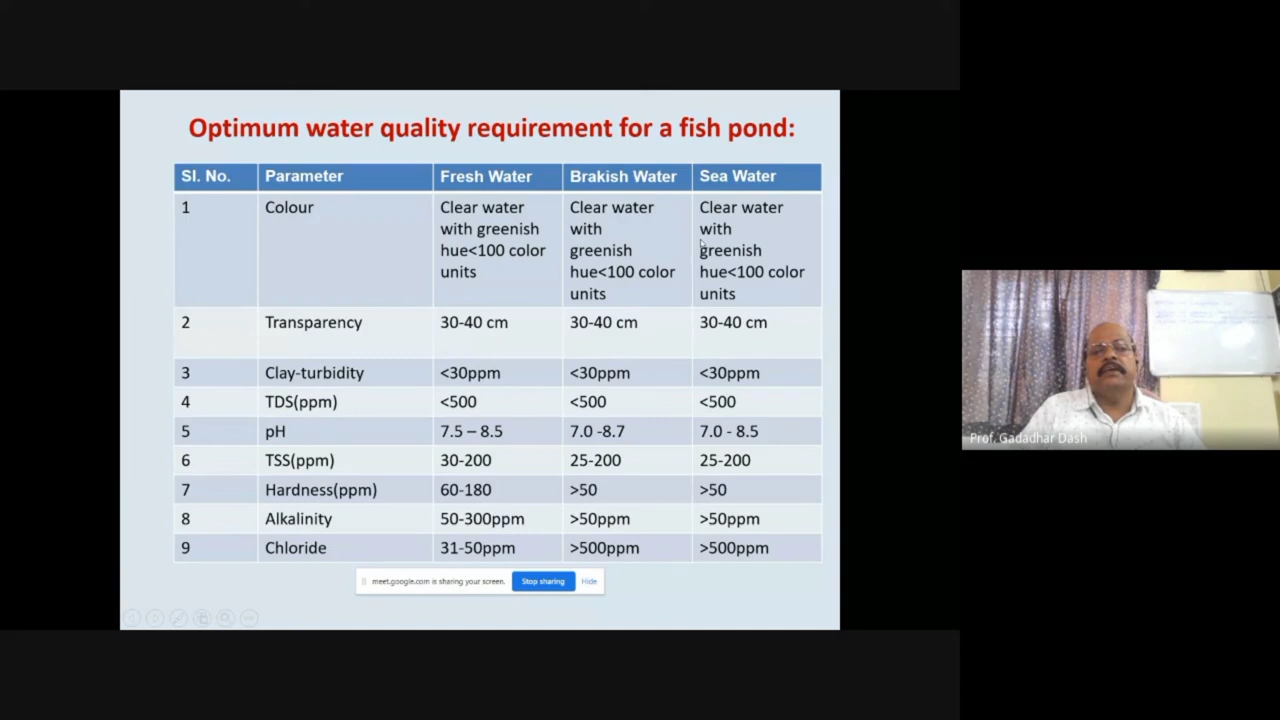 Optimum water quality requirement for a fish pond:
Sl. No. Parameter Fresh Water Brakish Water Sea Water
1 Colour Clear water with greenish hue<100 color units Clear water with greenish hue<100 color units Clear water with greenish hue<100 color units
2 Transparency 30-40 cm 30-40 cm 30-40 cm
3 Clay-turbidity <30ppm <30ppm <30ppm
4 TDS(ppm) <500 <500 <500
5 pH 7.5 – 8.5 7.0 -8.7 7.0 - 8.5
6 TSS(ppm) 30-200 25-200 25-200
7 Hardness(ppm) 60-180 >50 >50
8 Alkalinity 50-300ppm >50ppm >50ppm
9 Chloride 31-50ppm >500ppm >500ppm
meet.google.com is sharing your screen. Stop sharing Hide
Prof. Gadadhar Dash